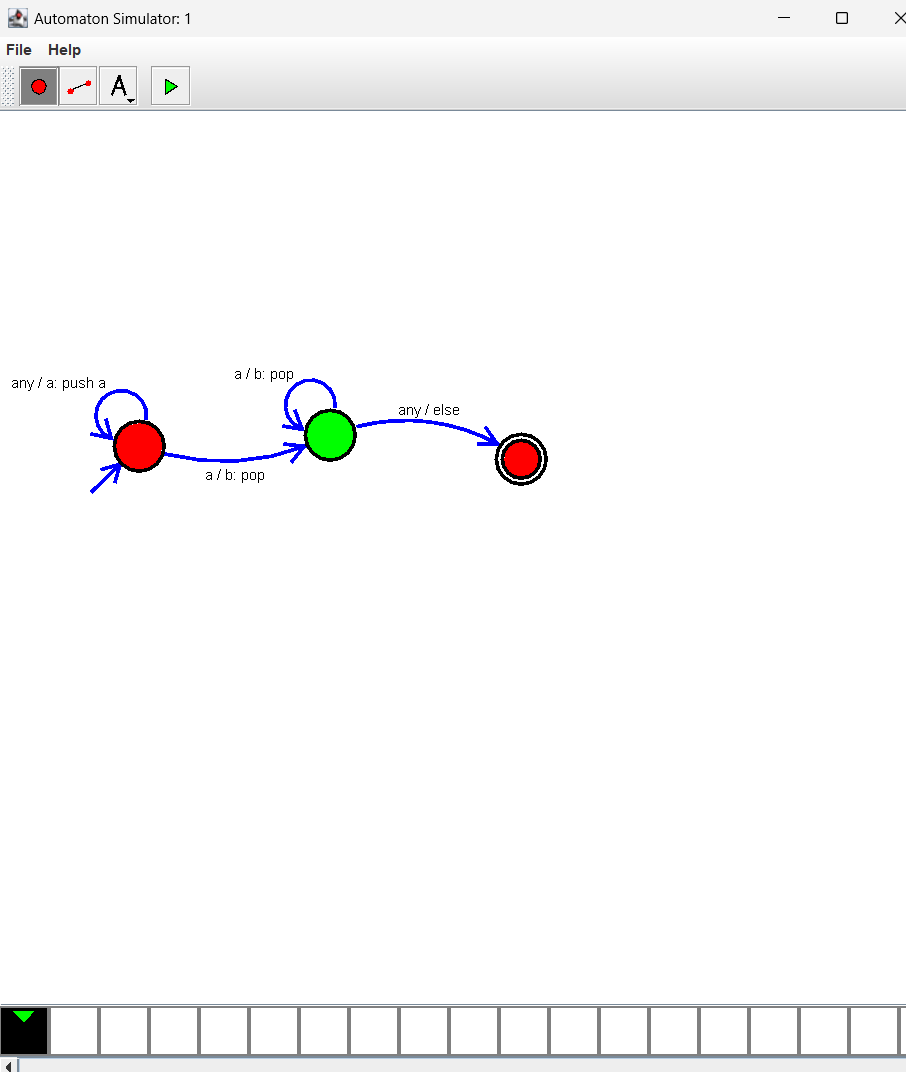 Automaton Simulator: 1
File Help
A
any / a: push a
a / b: pop
any / else
a / b: pop